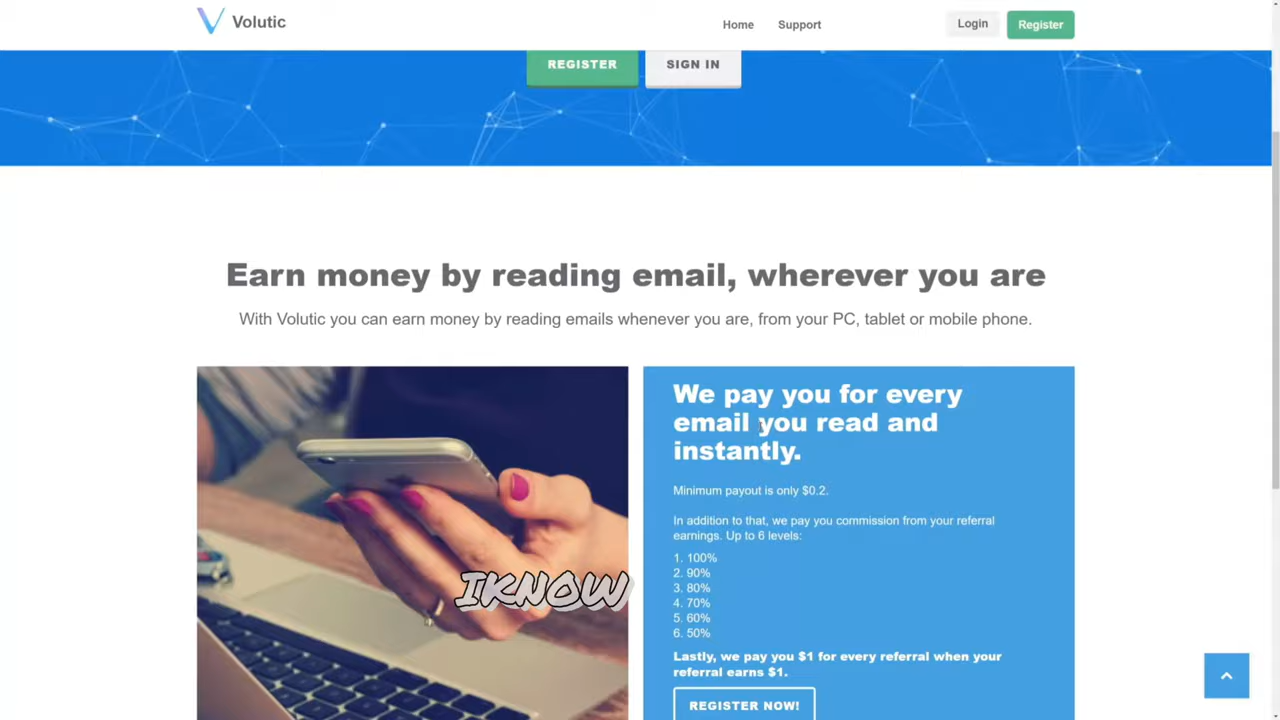 Volutic
Home
Support
Login
Register
REGISTER
SIGN IN
Earn money by reading email, wherever you are
With Volutic you can earn money by reading emails whenever you are, from your PC, tablet or mobile phone.
We pay you for every
email you read and
instantly.
Minimum payout is only $0.2.
In addition to that, we pay you commission from your referral
earnings. Up to 6 levels:
1. 100%
2. 90%
3. 80%
4. 70%
5. 60%
6. 50%
Lastly, we pay you $1 for every referral when your
referral earns $1.
REGISTER NOW!
IKNOW